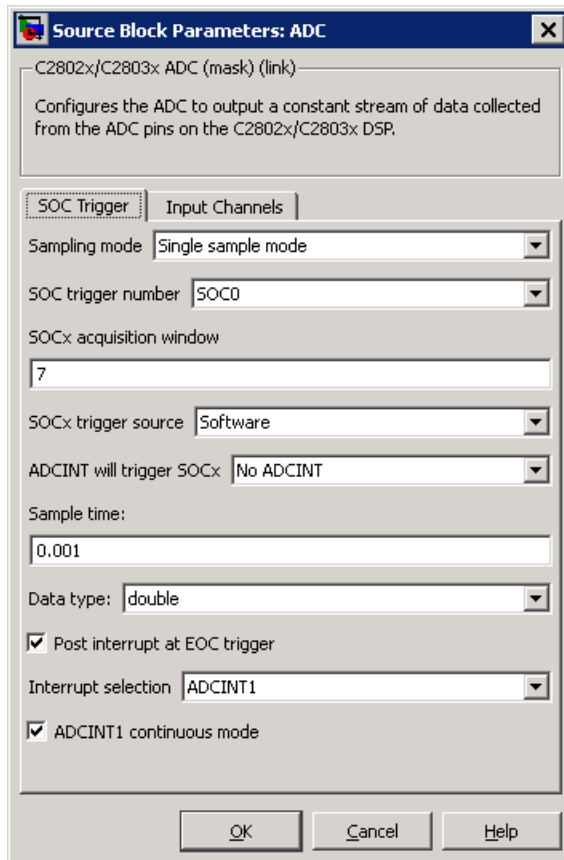 Source Block Parameters: ADC
C2802x/C2803x ADC (mask) (link)
Configures the ADC to output a constant stream of data collected
from the ADC pins on the C2802x/C2803x DSP.
SOC Trigger Input Channels
Sampling mode Single sample mode
SOC trigger number SOC0
SOCx acquisition window
7
SOCx trigger source Software
ADCINT will trigger SOCx No ADCINT
Sample time:
0.001
Data type: double
Post interrupt at EOC trigger
Interrupt selection ADCINT1
ADCINT1 continuous mode
OK Cancel Help